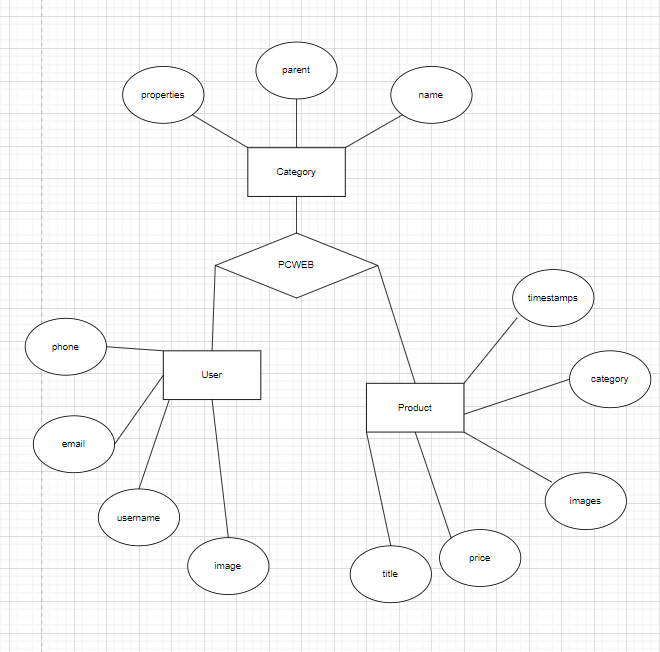 parent
properties
name
Category
PCWEB
timestamps
phone
User
category
Product
email
images
username
image
price
title